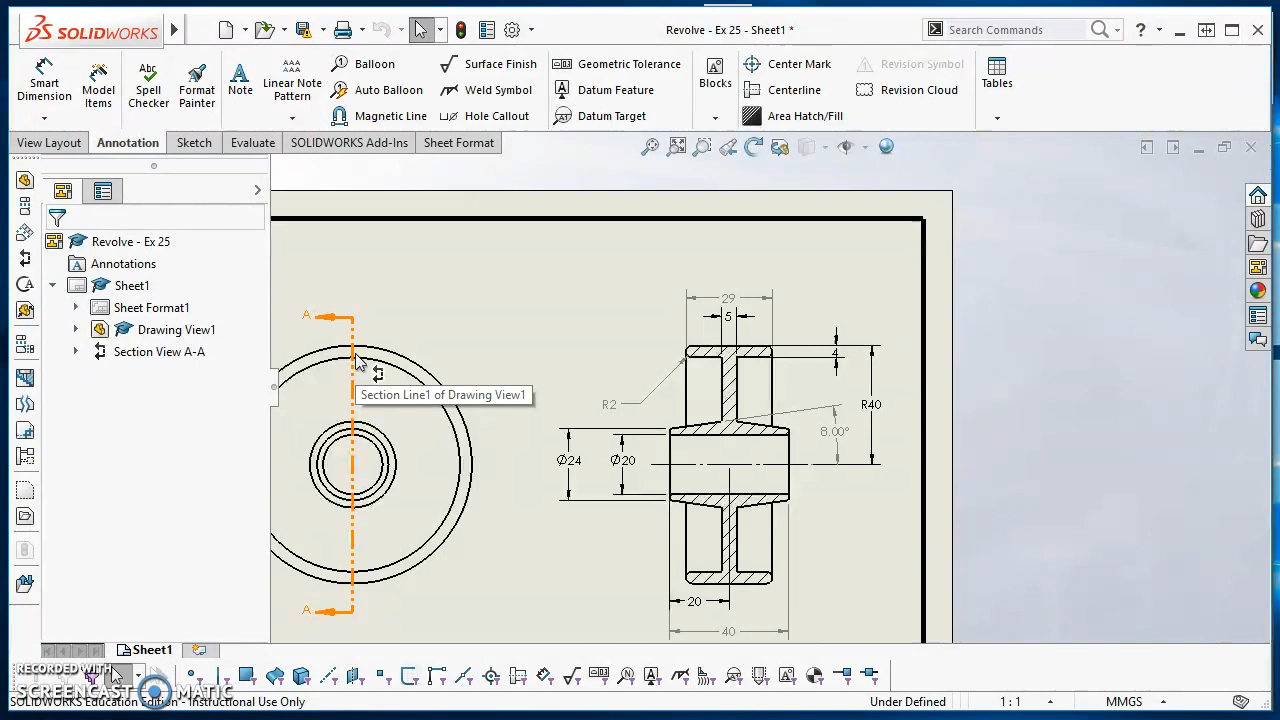 SOLIDWORKS
Revolve - Ex 25 - Sheet1 *
Search Commands
?
Smart Dimension
Model Items
Abc
Spell Checker
Format Painter
Note
AAA
AAA
Linear Note Pattern
Balloon
Auto Balloon
Magnetic Line
Surface Finish
Weld Symbol
Hole Callout
Geometric Tolerance
Datum Feature
Datum Target
Blocks
Center Mark
Centerline
Area Hatch/Fill
Revision Symbol
Revision Cloud
Tables
View Layout
Annotation
Sketch
Evaluate
SOLIDWORKS Add-Ins
Sheet Format
Revolve - Ex 25
Annotations
Sheet1
Sheet Format1
Drawing View1
Section View A-A
A
A
Section Line1 of Drawing View1
29
5
4
R2
R40
8.00°
Ø24
Ø20
20
40
Sheet1
RECORDED WITH
SCREENCAST MATIC
SOLIDWORKS Education Edition - Instructional Use Only
Under Defined
1 : 1
MMGS